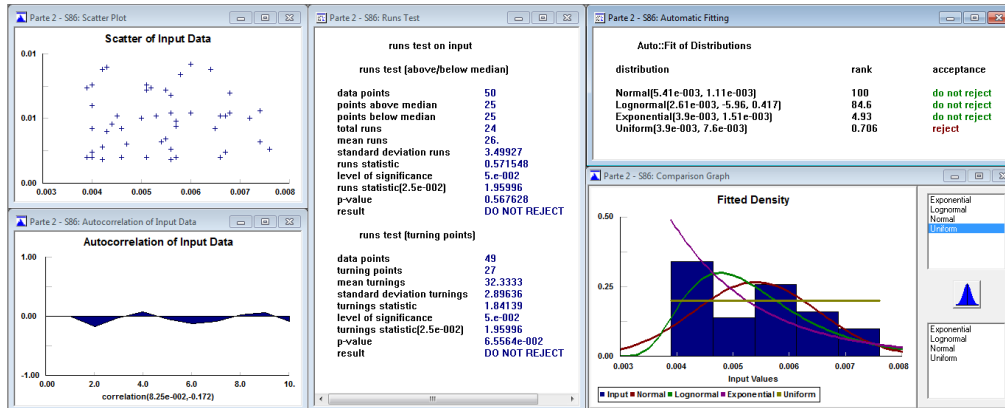 Parte 2 - S86: Scatter Plot
Scatter of Input Data
0.01
0.01
0.00
0.003 0.004 0.005 0.006 0.007 0.008
Parte 2 - S86: Autocorrelation of Input Data
Autocorrelation of Input Data
1.00
0.00
-1.00
0.00 2.0 4.0 6.0 8.0 10.
correlation(8.25e-002,-0.172)
Parte 2 - S86: Runs Test
runs test on input
runs test (above/below median)
data points 50
points above median 25
points below median 25
total runs 24
mean runs 26.
standard deviation runs 3.49927
runs statistic 0.571548
level of significance 5.e-002
runs statistic(2.5e-002) 1.95996
p-value 0.567628
result DO NOT REJECT
runs test (turning points)
data points 49
turning points 27
mean turnings 32.3333
standard deviation turnings 2.89636
turnings statistic 1.84139
level of significance 5.e-002
turnings statistic(2.5e-002) 1.95996
p-value 6.5564e-002
result DO NOT REJECT
Parte 2 - S86: Automatic Fitting
Auto::Fit of Distributions
distribution rank acceptance
Normal(5.41e-003, 1.11e-003) 100 do not reject
Lognormal(2.61e-003, -5.96, 0.417) 84.6 do not reject
Exponential(3.9e-003, 1.51e-003) 4.93 do not reject
Uniform(3.9e-003, 7.6e-003) 0.706 reject
Parte 2 - S86: Comparison Graph
Fitted Density
0.50
0.25
0.00
0.003 0.004 0.005 0.006 0.007 0.008
Input Values
Input Normal Lognormal Exponential Uniform
Exponential
Lognormal
Normal
Uniform
Exponential
Lognormal
Normal
Uniform